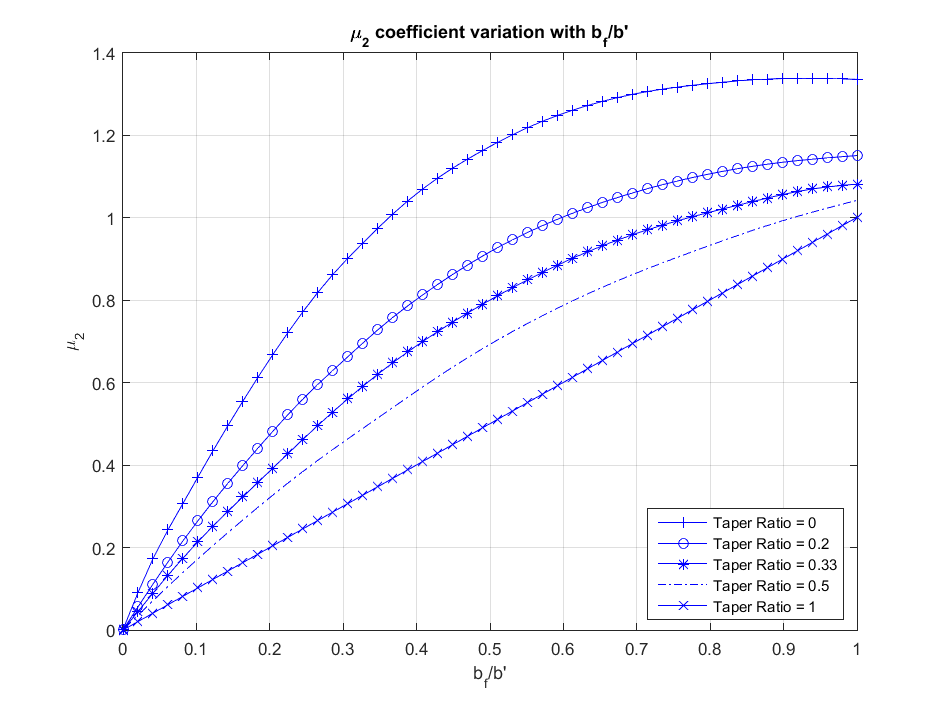 μ2 coefficient variation with bf/b'
1.4
1.2
1
0.8
0.6
0.4
0.2
0
μ2
0 0.1 0.2 0.3 0.4 0.5 0.6 0.7 0.8 0.9 1
bf/b'
Taper Ratio = 0
Taper Ratio = 0.2
Taper Ratio = 0.33
Taper Ratio = 0.5
Taper Ratio = 1